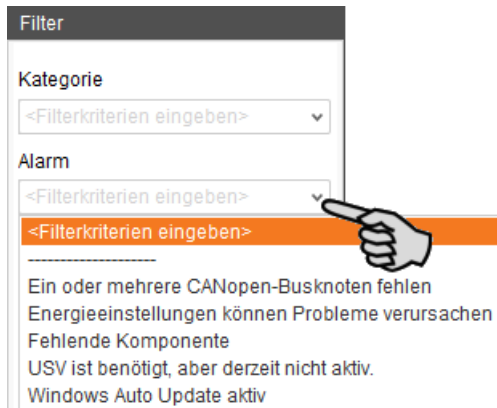 Filter
Kategorie
<Filterkriterien eingeben>
Alarm
<Filterkriterien eingeben>
<Filterkriterien eingeben>
--------------------
Ein oder mehrere CANopen-Busknoten fehlen
Energieeinstellungen können Probleme verursachen
Fehlende Komponente
USV ist benötigt, aber derzeit nicht aktiv.
Windows Auto Update aktiv